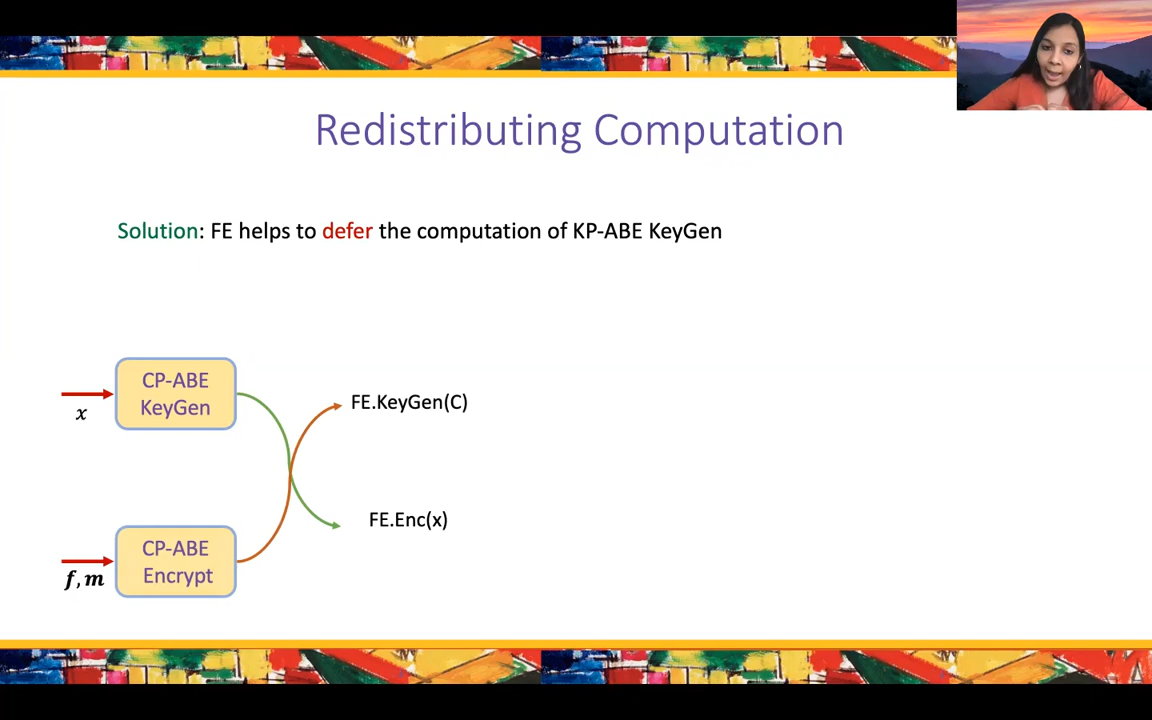 Redistributing Computation
Solution: FE helps to defer the computation of KP-ABE KeyGen
CP-ABE
KeyGen
x
FE.KeyGen(C)
FE.Enc(x)
CP-ABE
Encrypt
f, m